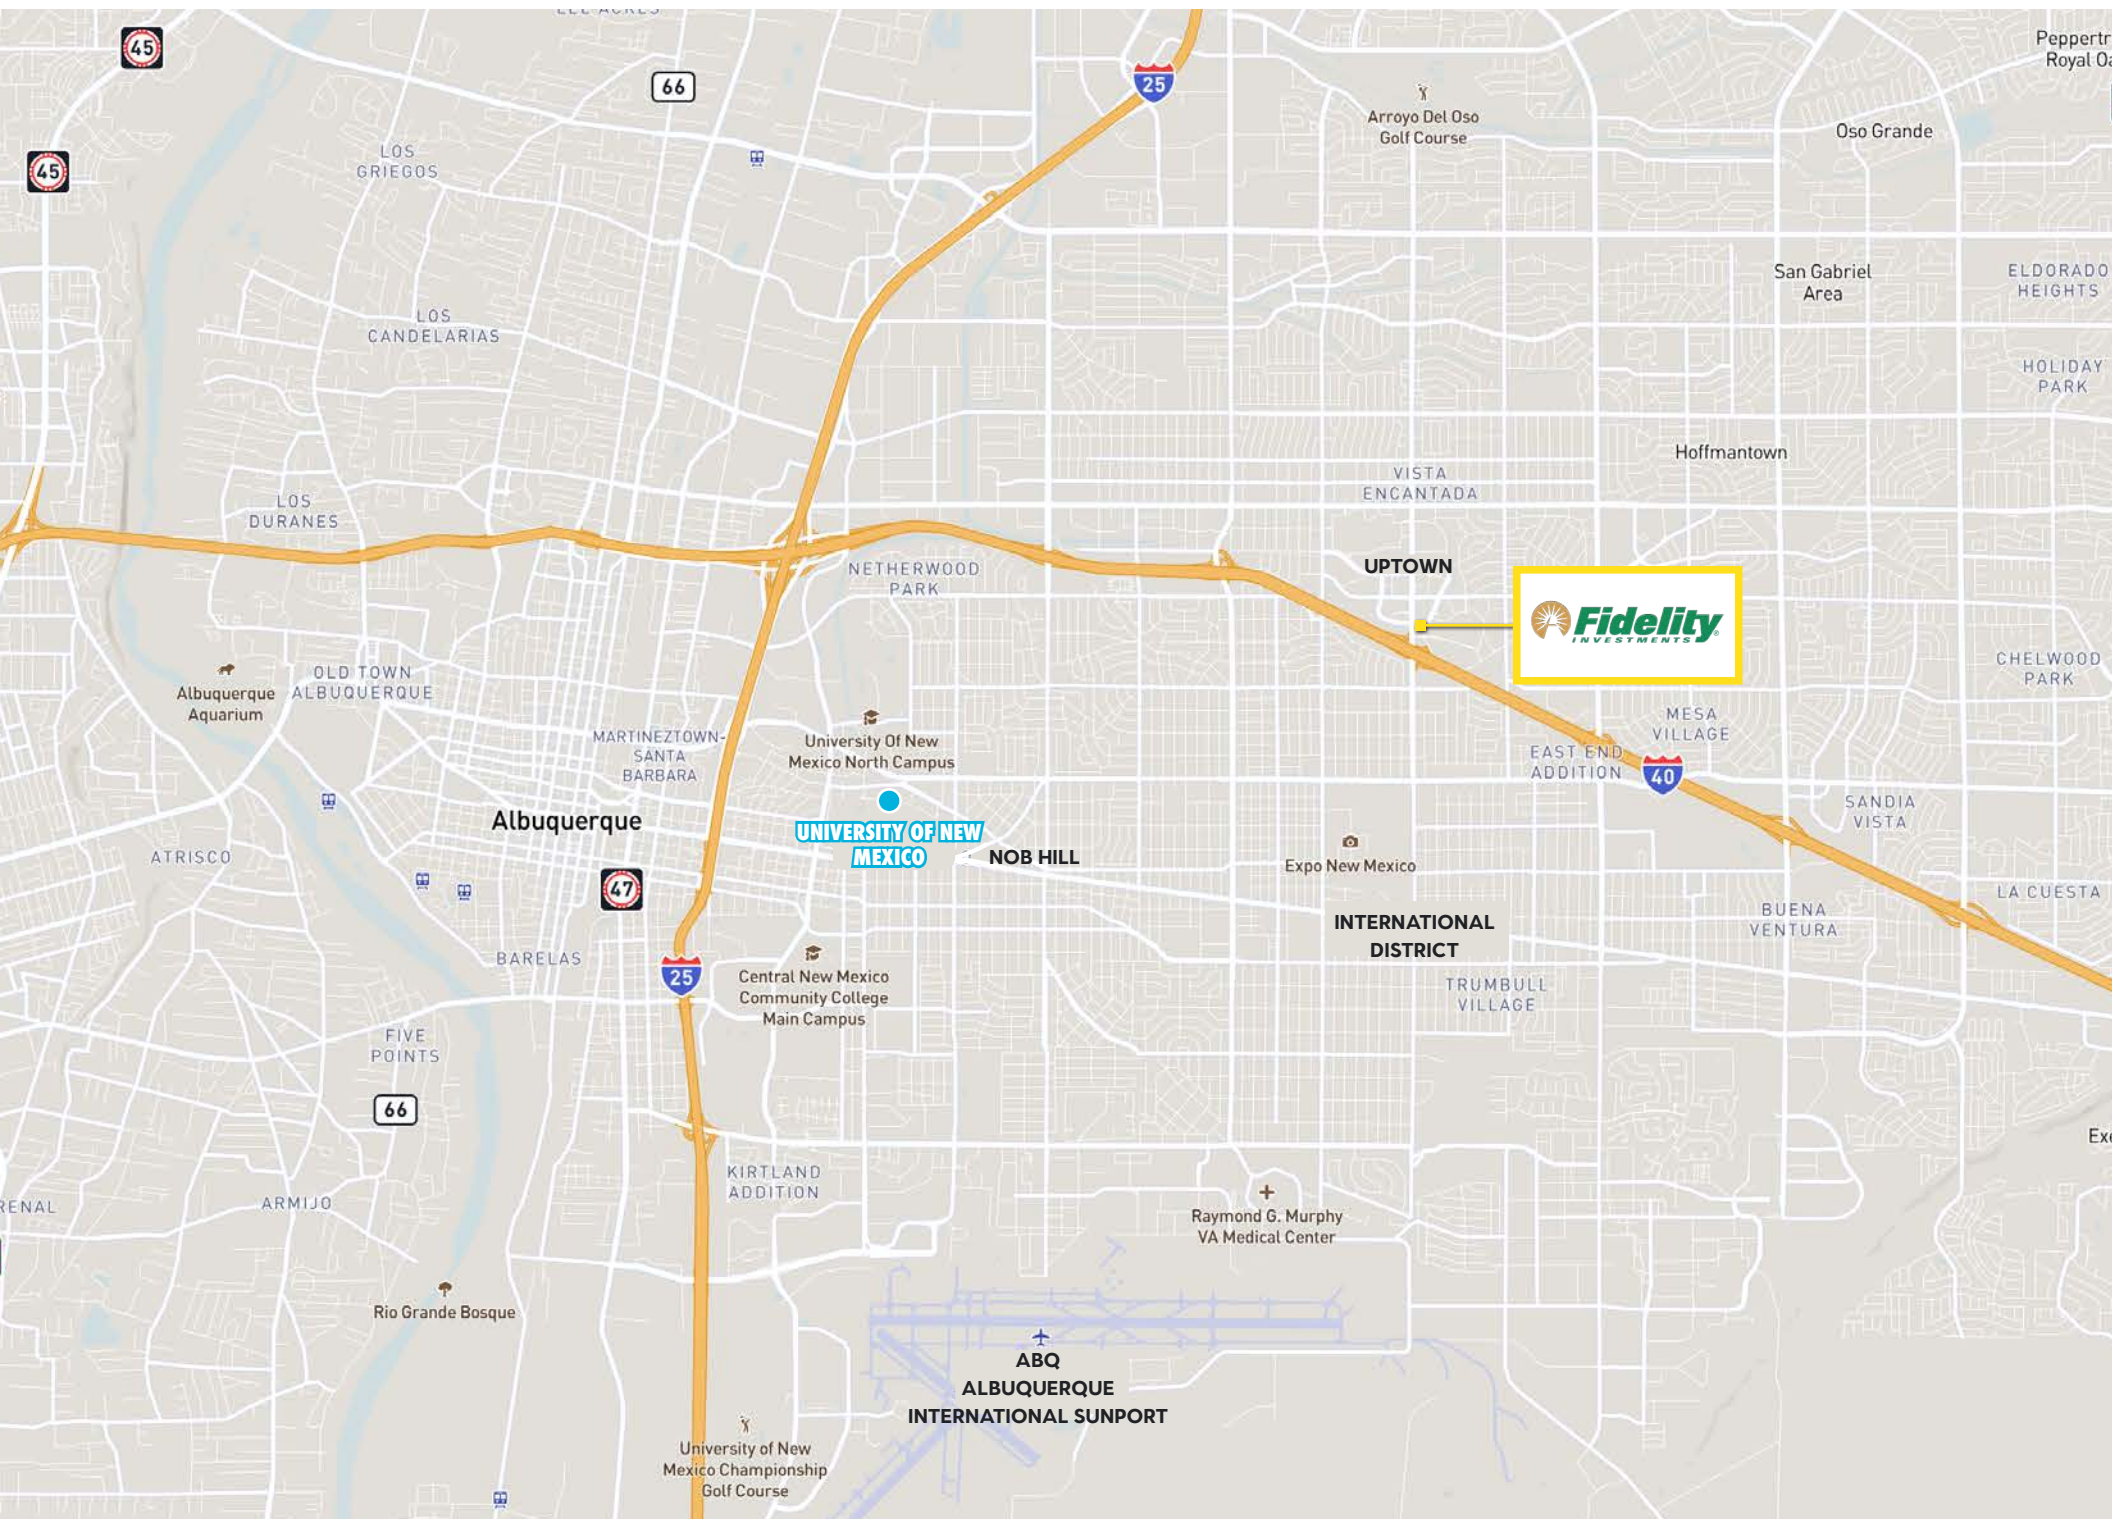 45
66
25
Peppertr
Royal Oa
Arroyo Del Oso
Golf Course
Oso Grande
45
LOS
GRIEGOS
San Gabriel
Area
ELDORADO
HEIGHTS
LOS
CANDELARIAS
HOLIDAY
PARK
Hoffmantown
VISTA
ENCANTADA
LOS
DURANES
NETHERWOOD
PARK
UPTOWN
Fidelity
INVESTMENTS
OLD TOWN
ALBUQUERQUE
Albuquerque
Aquarium
CHELWOOD
PARK
MARTINEZTOWN-
SANTA
BARBARA
University Of New
Mexico North Campus
MESA
VILLAGE
EAST END
ADDITION
40
Albuquerque
UNIVERSITY OF NEW
MEXICO
NOB HILL
SANDIA
VISTA
ATRISCO
Expo New Mexico
47
LA CUESTA
INTERNATIONAL
DISTRICT
BUENA
VENTURA
BARELAS
25
Central New Mexico
Community College
Main Campus
TRUMBULL
VILLAGE
FIVE
POINTS
66
Exe
KIRTLAND
ADDITION
RENAL
ARMIJO
Raymond G. Murphy
VA Medical Center
Rio Grande Bosque
ABQ
ALBUQUERQUE
INTERNATIONAL SUNPORT
University of New
Mexico Championship
Golf Course